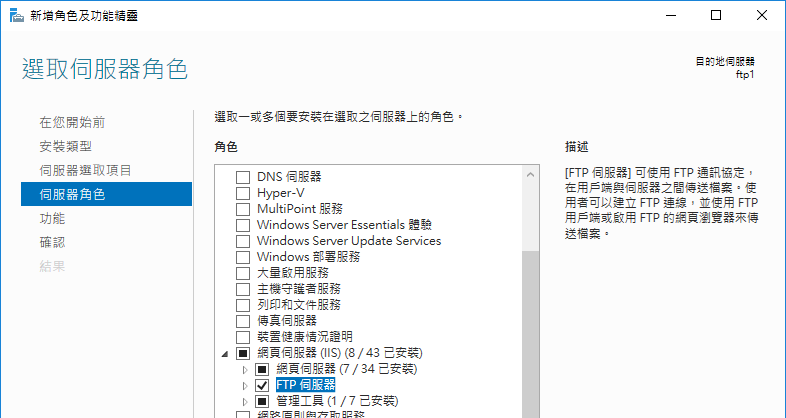 新增角色及功能精靈
選取伺服器角色
目的地伺服器
ftp1
在您開始前
安裝類型
伺服器選取項目
伺服器角色
功能
確認
結果
選取一或多個要安裝在選取之伺服器上的角色。
角色
DNS 伺服器
Hyper-V
MultiPoint 服務
Windows Server Essentials 體驗
Windows Server Update Services
Windows 部署服務
大量啟用服務
主機守護者服務
列印和文件服務
傳真伺服器
裝置健康情況證明
網頁伺服器 (IIS) (8 / 43 已安裝)
網頁伺服器 (7 / 34 已安裝)
FTP 伺服器
管理工具 (1 / 7 已安裝)
網路原則與存取服務
描述
[FTP 伺服器] 可使用 FTP 通訊協定，
在用戶端與伺服器之間傳送檔案。使
用者可以建立 FTP 連線，並使用 FTP
用戶端或啟用 FTP 的網頁瀏覽器來傳
送檔案。